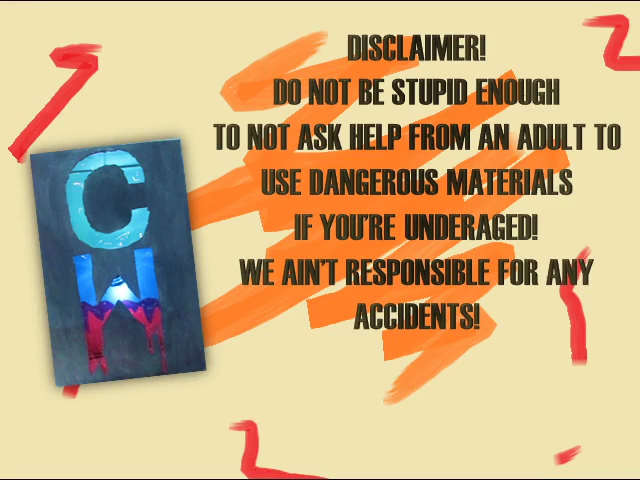 DISCLAIMER!
DO NOT BE STUPID ENOUGH
TO NOT ASK HELP FROM AN ADULT TO
USE DANGEROUS MATERIALS
IF YOU'RE UNDERAGED!
WE AIN'T RESPONSIBLE FOR ANY
ACCIDENTS!
C
W